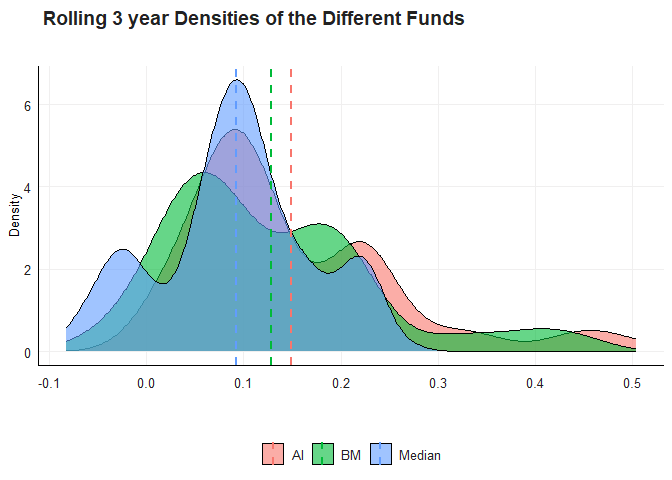 Rolling 3 year Densities of the Different Funds
Density
6
4
2
0
-0.1 0.0 0.1 0.2 0.3 0.4 0.5
AI BM Median